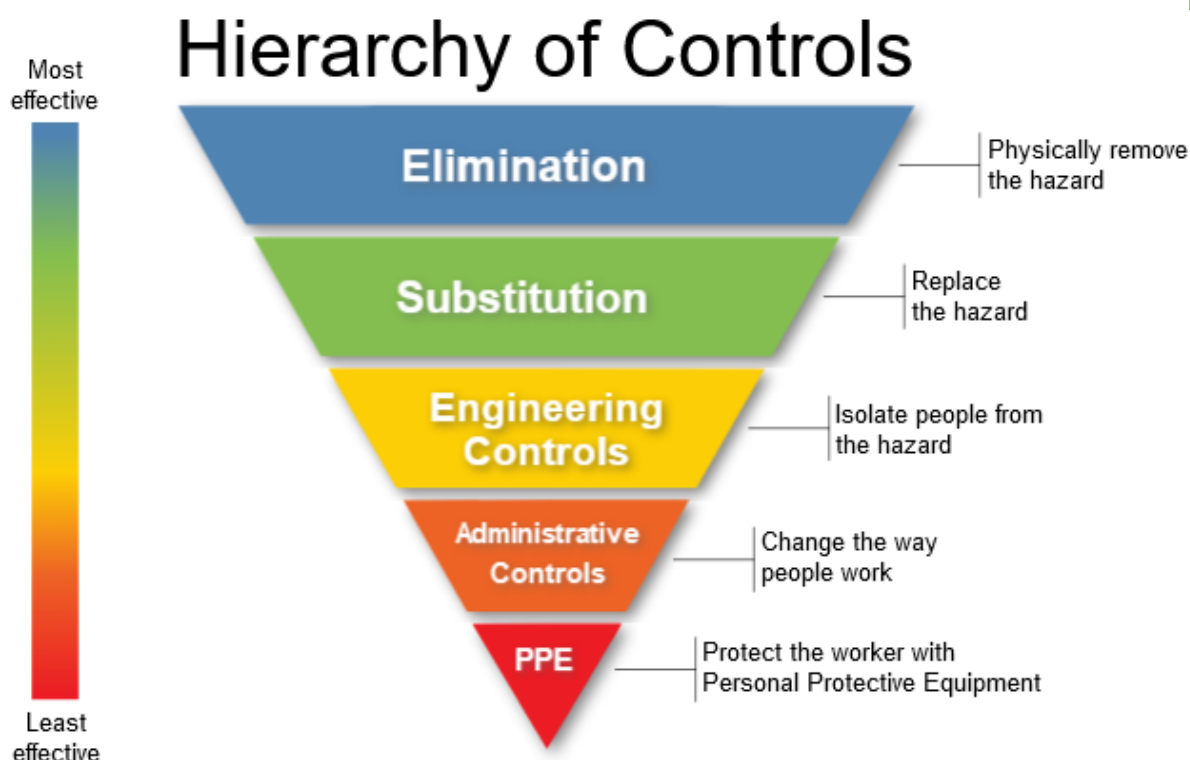 Hierarchy of Controls
Most
effective
Elimination
Physically remove
the hazard
Substitution
Replace
the hazard
Engineering
Controls
Isolate people from
the hazard
Administrative
Controls
Change the way
people work
PPE
Protect the worker with
Personal Protective Equipment
Least
effective